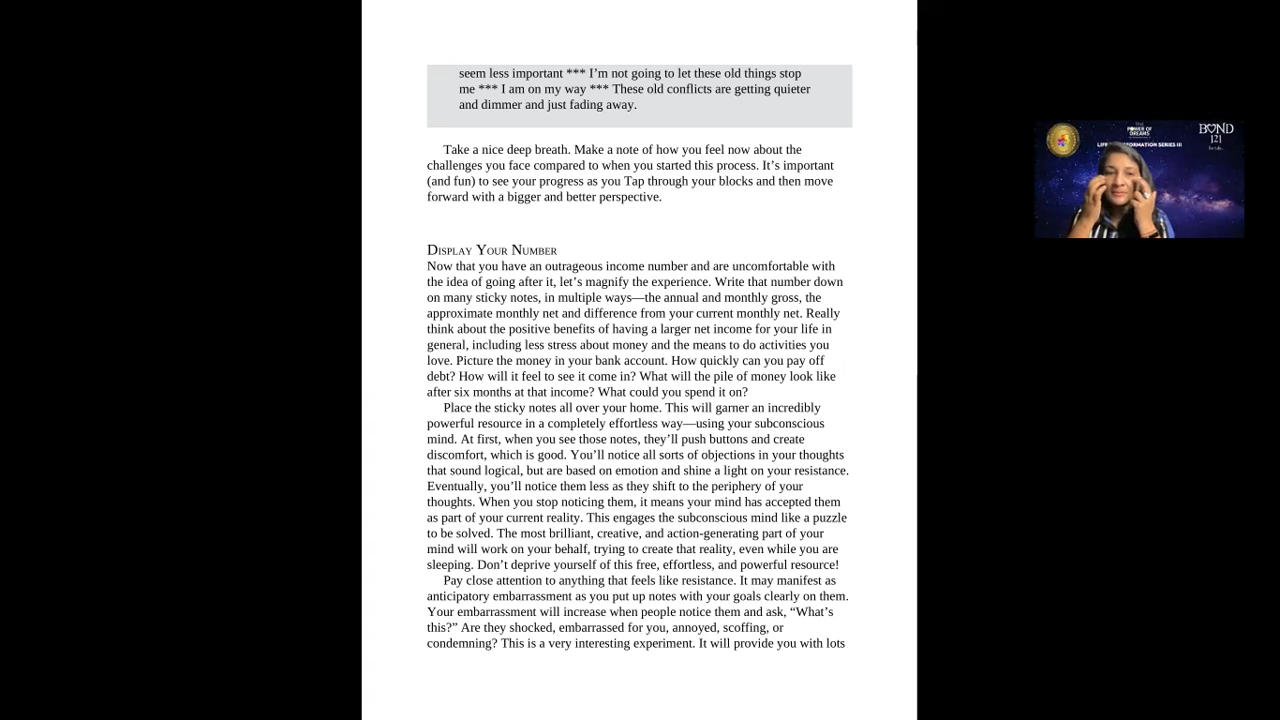 seem less important *** I'm not going to let these old things stop
me *** I am on my way *** These old conflicts are getting quieter
and dimmer and just fading away.
Take a nice deep breath. Make a note of how you feel now about the
challenges you face compared to when you started this process. It's important
(and fun) to see your progress as you Tap through your blocks and then move
forward with a bigger and better perspective.
DISPLAY YOUR NUMBER
Now that you have an outrageous income number and are uncomfortable with
the idea of going after it, let's magnify the experience. Write that number down
on many sticky notes, in multiple ways—the annual and monthly gross, the
approximate monthly net and difference from your current monthly net. Really
think about the positive benefits of having a larger net income for your life in
general, including less stress about money and the means to do activities you
love. Picture the money in your bank account. How quickly can you pay off
debt? How will it feel to see it come in? What will the pile of money look like
after six months at that income? What could you spend it on?
Place the sticky notes all over your home. This will garner an incredibly
powerful resource in a completely effortless way—using your subconscious
mind. At first, when you see those notes, they'll push buttons and create
discomfort, which is good. You'll notice all sorts of objections in your thoughts
that sound logical, but are based on emotion and shine a light on your resistance.
Eventually, you'll notice them less as they shift to the periphery of your
thoughts. When you stop noticing them, it means your mind has accepted them
as part of your current reality. This engages the subconscious mind like a puzzle
to be solved. The most brilliant, creative, and action-generating part of your
mind will work on your behalf, trying to create that reality, even while you are
sleeping. Don't deprive yourself of this free, effortless, and powerful resource!
Pay close attention to anything that feels like resistance. It may manifest as
anticipatory embarrassment as you put up notes with your goals clearly on them.
Your embarrassment will increase when people notice them and ask, "What's
this?" Are they shocked, embarrassed for you, annoyed, scoffing, or
condemning? This is a very interesting experiment. It will provide you with lots
POWER OF
DREAMS
BOND
121
SERIES III